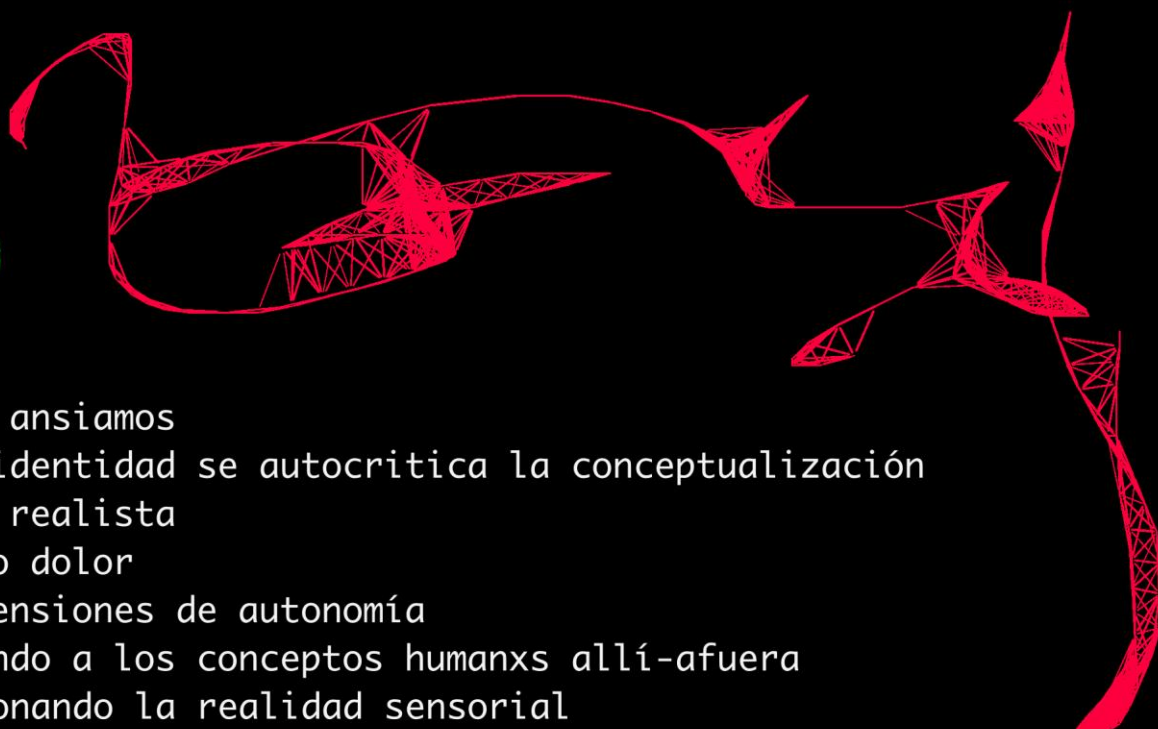 ansiamos
identidad se autocritica la conceptualización
realista
dolor
ensiones de autonomía
ndo a los conceptos humanxs allí-afuera
onando la realidad sensorial